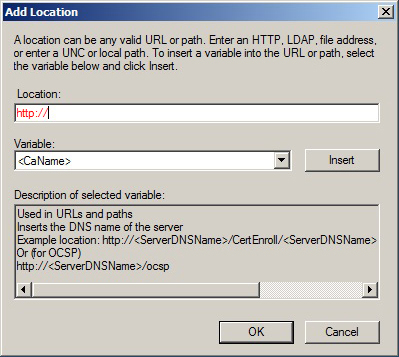 Add Location
A location can be any valid URL or path. Enter an HTTP, LDAP, file address,
or enter a UNC or local path. To insert a variable into the URL or path, select
the variable below and click Insert.
Location:
http://
Variable:
<CaName>
Insert
Description of selected variable:
Used in URLs and paths
Inserts the DNS name of the server
Example location: http://<ServerDNSName>/CertEnroll/<ServerDNSName>
Or (for OCSP)
http://<ServerDNSName>/ocsp
OK
Cancel